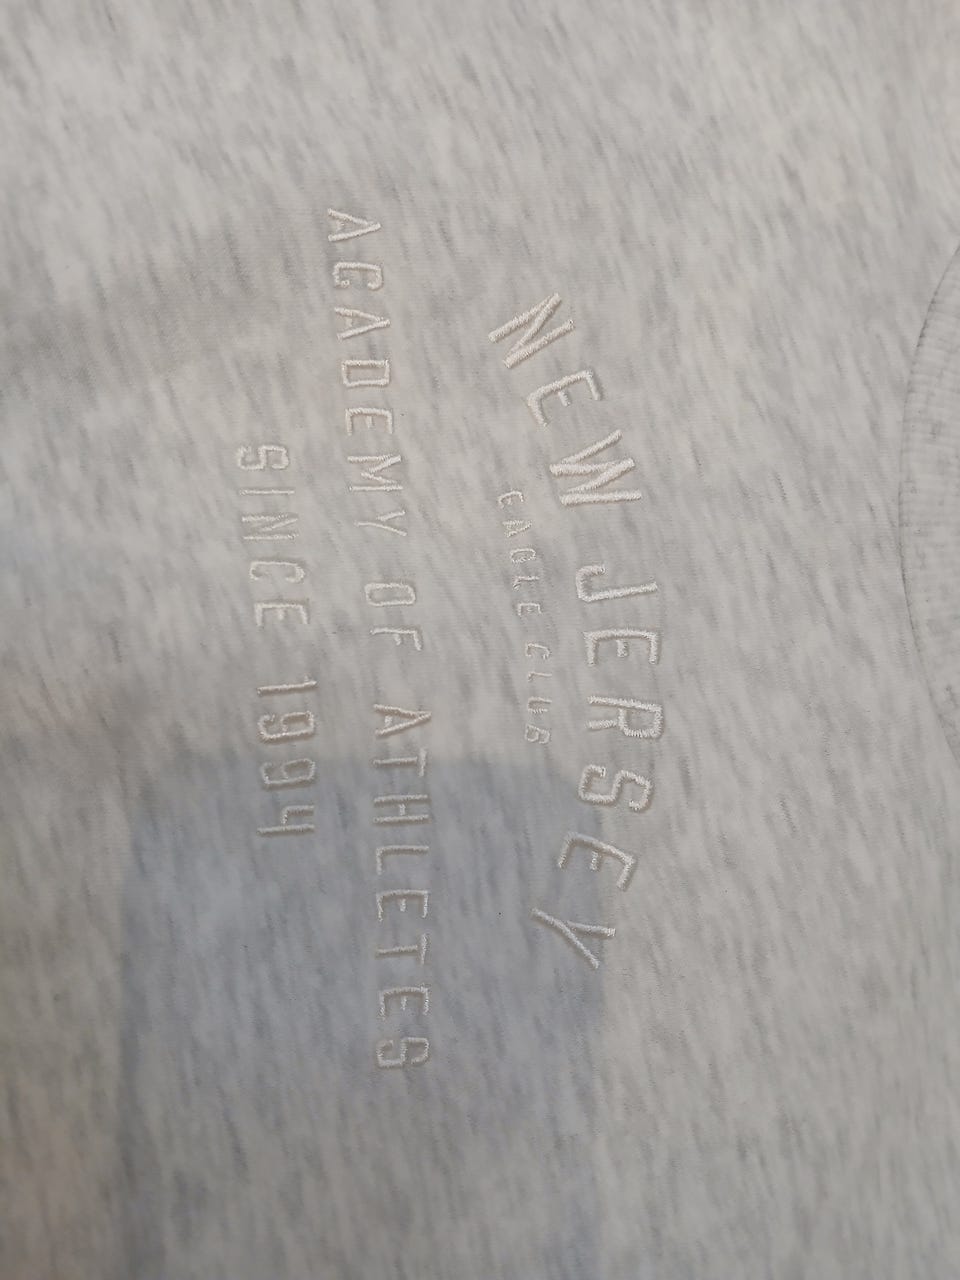 NEW JERSEY
EAGLE CLUB
ACADEMY OF ATHLETES
SINCE 1994